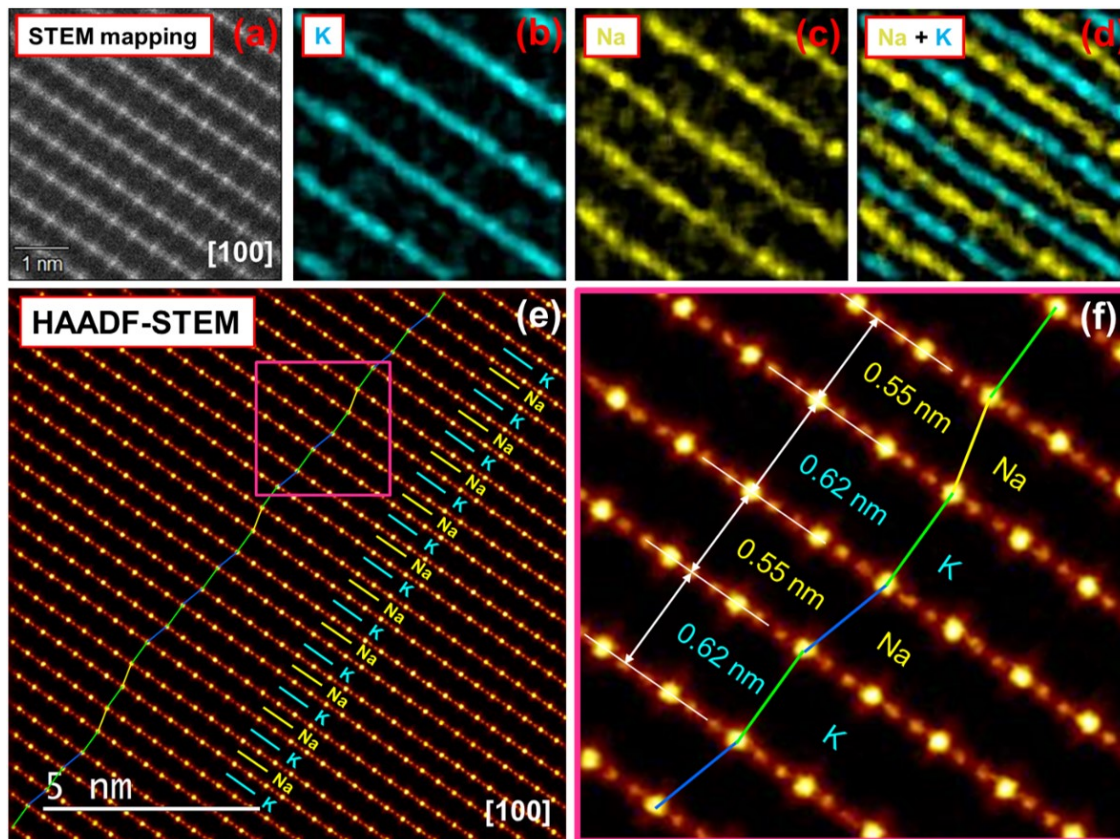 STEM mapping
(a)
1 nm
[100]
K
(b)
Na
(c)
Na + K
(d)
HAADF-STEM
(e)
K
Na
K
Na
K
Na
K
Na
K
Na
K
Na
K
Na
K
Na
K
Na
K
Na
K
5 nm
[100]
(f)
0.55 nm
Na
0.62 nm
K
0.55 nm
Na
0.62 nm
K